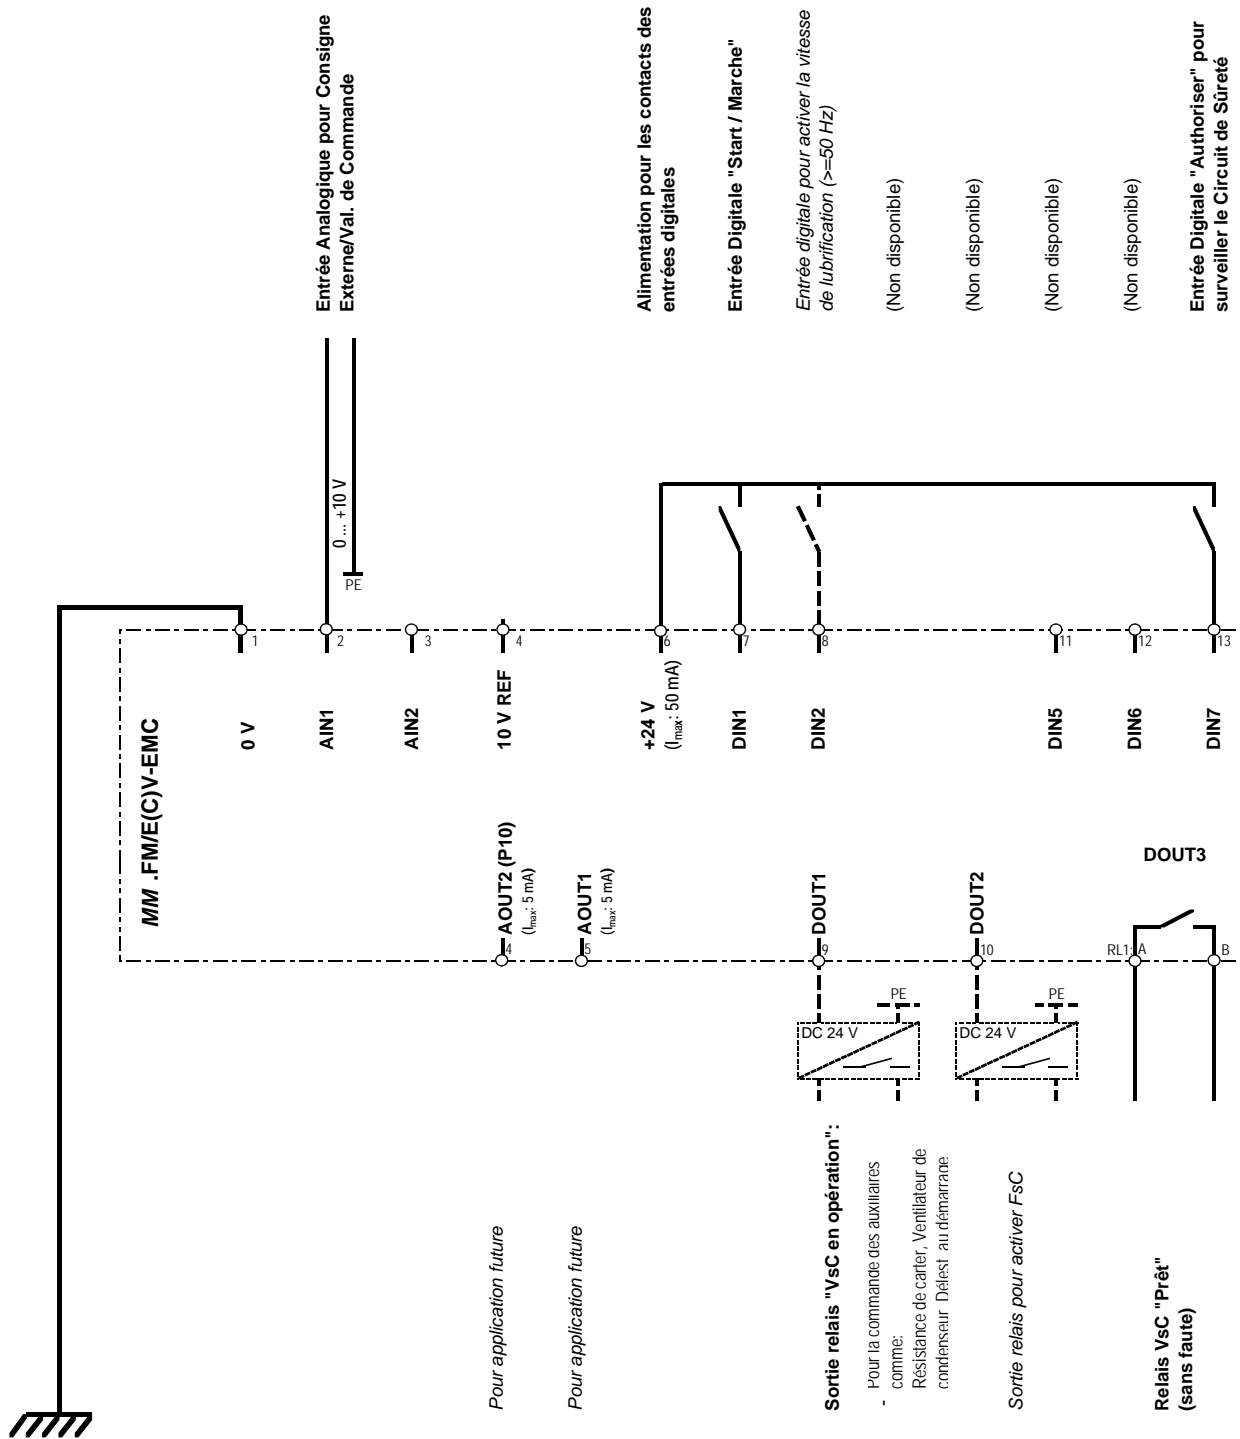 MM .FM/E(C)V-EMC
0 V
1
AIN1
2
0 ... +10 V
PE
Entrée Analogique pour Consigne
Externe/Val. de Commande
AIN2
3
10 V REF
4
+24 V
(Imax: 50 mA)
6
Alimentation pour les contacts des
entrées digitales
DIN1
7
Entrée Digitale "Start / Marche"
DIN2
8
Entrée digitale pour activer la vitesse
de lubrification (>=50 Hz)
(Non disponible)
(Non disponible)
DIN5
11
(Non disponible)
DIN6
12
(Non disponible)
DIN7
13
Entrée Digitale "Authoriser" pour
surveiller le Circuit de Sûreté
Pour application future
4
AOUT2 (P10)
(Imax: 5 mA)
Pour application future
5
AOUT1
(Imax: 5 mA)
Sortie relais "VsC en opération":
- Pour la commande des auxiliaires
comme:
Résistance de carter, Ventilateur de
condenseur Délest. au démarrage
DC 24 V
PE
9
DOUT1
Sortie relais pour activer FsC
DC 24 V
PE
10
DOUT2
Relais VsC "Prêt"
(sans faute)
RL1: A
B
DOUT3